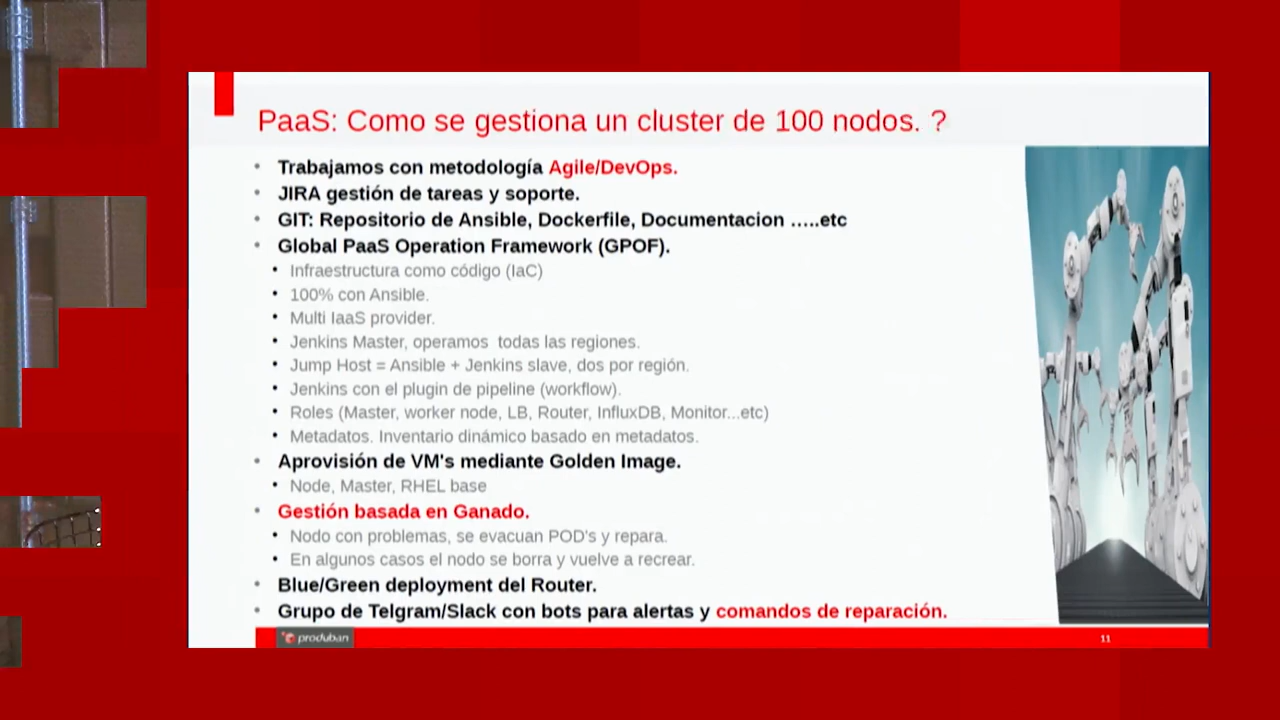 PaaS: Como se gestiona un cluster de 100 nodos. ?
Trabajamos con metodología Agile/DevOps.
JIRA gestión de tareas y soporte.
GIT: Repositorio de Ansible, Dockerfile, Documentacion …..etc
Global PaaS Operation Framework (GPOF).
Infraestructura como código (IaC)
100% con Ansible.
Multi IaaS provider.
Jenkins Master, operamos todas las regiones.
Jump Host = Ansible + Jenkins slave, dos por región.
Jenkins con el plugin de pipeline (workflow).
Roles (Master, worker node, LB, Router, InfluxDB, Monitor...etc)
Metadatos. Inventario dinámico basado en metadatos.
Aprovisión de VM's mediante Golden Image.
Node, Master, RHEL base
Gestión basada en Ganado.
Nodo con problemas, se evacuan POD's y repara.
En algunos casos el nodo se borra y vuelve a recrear.
Blue/Green deployment del Router.
Grupo de Telgram/Slack con bots para alertas y comandos de reparación.
produban
11